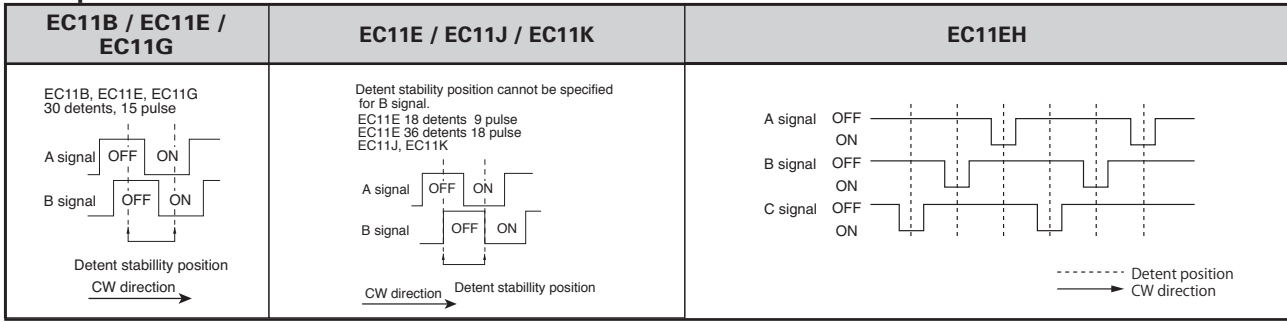 EC11B / EC11E /
EC11G
EC11E / EC11J / EC11K
EC11EH
EC11B, EC11E, EC11G
30 detents, 15 pulse
A signal OFF ON
B signal OFF ON
Detent stabillity position
CW direction
Detent stability position cannot be specified
for B signal.
EC11E 18 detents 9 pulse
EC11E 36 detents 18 pulse
EC11J, EC11K
A signal OFF ON
B signal OFF ON
CW direction Detent stabillity position
A signal OFF
ON
B signal OFF
ON
C signal OFF
ON
Detent position
CW direction